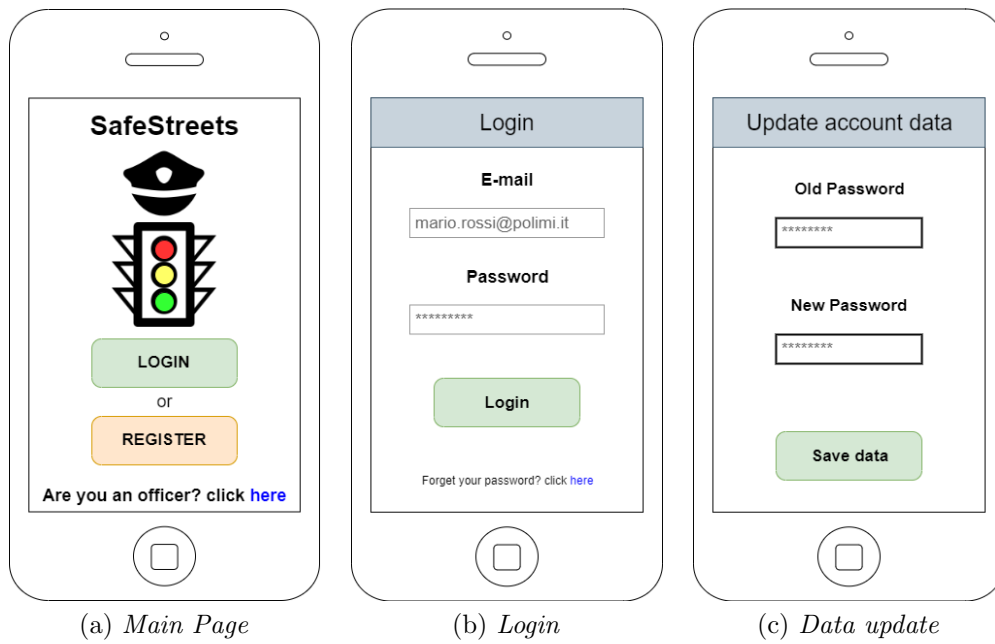 SafeStreets
LOGIN
or
REGISTER
Are you an officer? click here
(a) Main Page
Login
E-mail
mario.rossi@polimi.it
Password
*********
Login
Forget your password? click here
(b) Login
Update account data
Old Password
********
New Password
********
Save data
(c) Data update